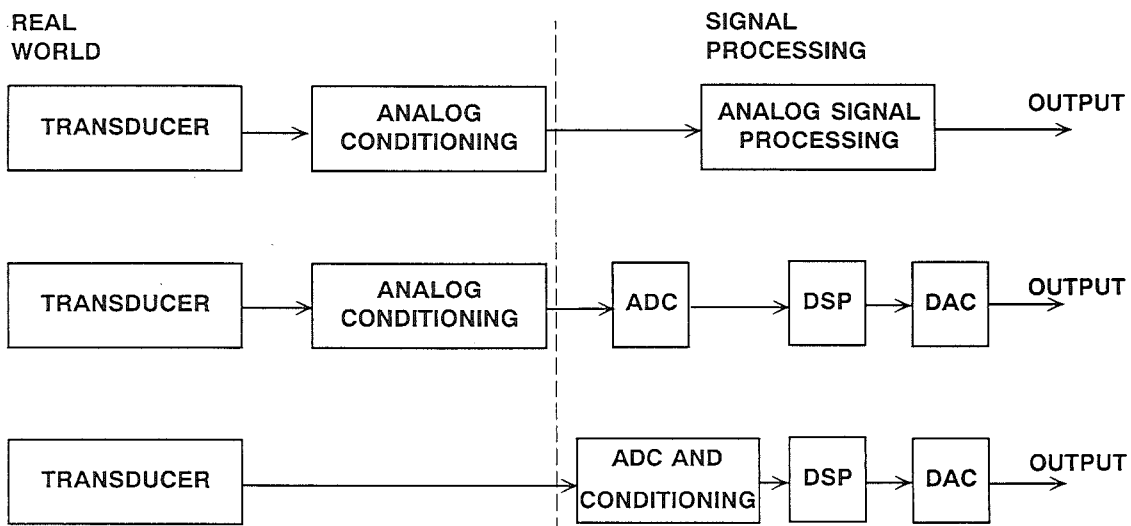 REAL
WORLD
SIGNAL
PROCESSING
TRANSDUCER
ANALOG
CONDITIONING
ANALOG SIGNAL
PROCESSING
OUTPUT
TRANSDUCER
ANALOG
CONDITIONING
ADC
DSP
DAC
OUTPUT
TRANSDUCER
ADC AND
CONDITIONING
DSP
DAC
OUTPUT